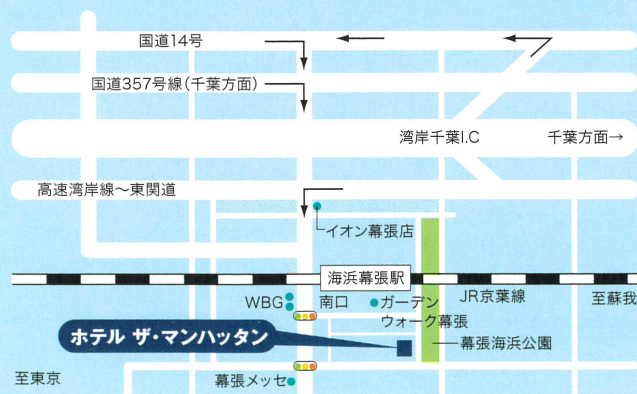 国道14号
国道357号線(千葉方面)
湾岸千葉I.C
千葉方面→
高速湾岸線～東関道
イオン幕張店
海浜幕張駅
WBG
南口
ガーデン
ウォーク幕張
JR京葉線
至蘇我
ホテル ザ・マンハッタン
幕張海浜公園
至東京
幕張メッセ